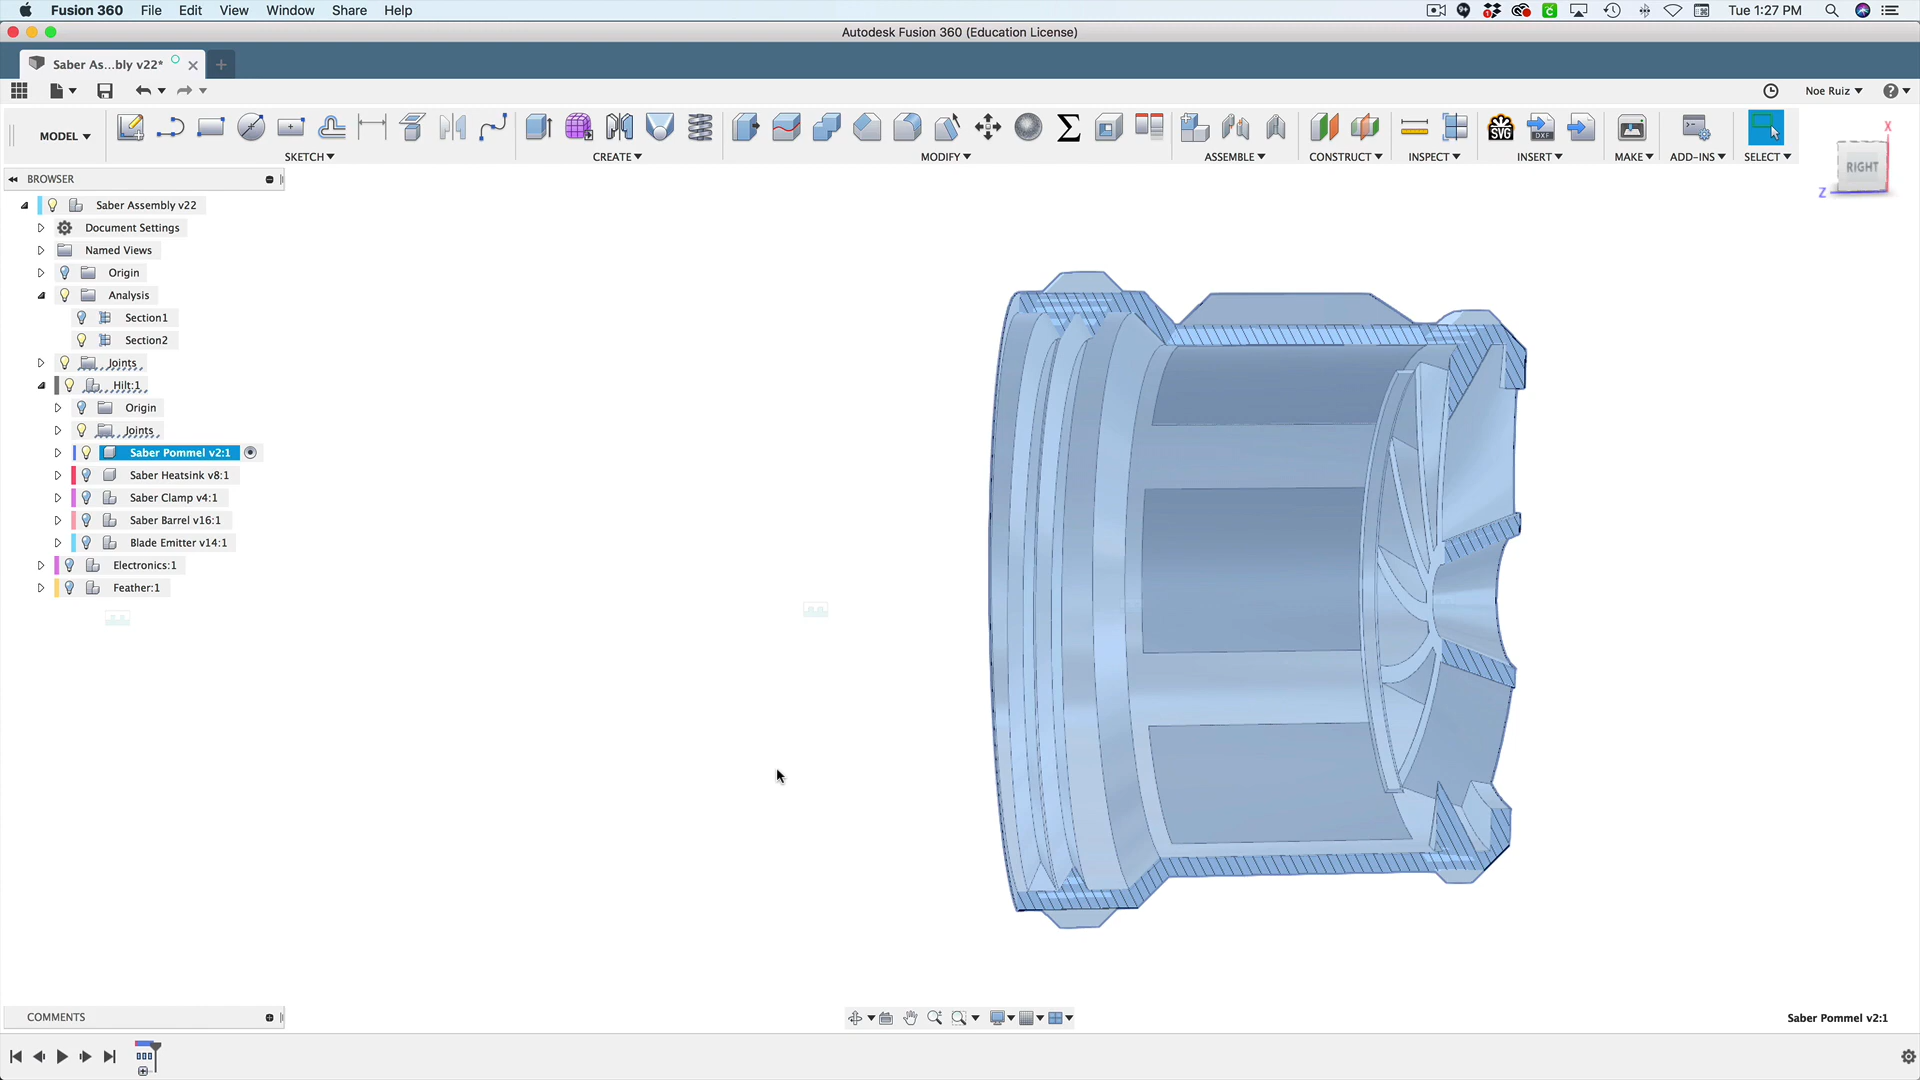 Fusion 360 File Edit View Window Share Help Tue 1:27 PM
Autodesk Fusion 360 (Education License)
Saber As...bly v22*
Noe Ruiz
MODEL
SVG
DXF
SKETCH CREATE MODIFY ASSEMBLE CONSTRUCT INSPECT INSERT MAKE ADD-INS SELECT
X
RIGHT
Z
BROWSER
Saber Assembly v22
Document Settings
Named Views
Origin
Analysis
Section1
Section2
Joints
Hilt:1
Origin
Joints
Saber Pommel v2:1
Saber Heatsink v8:1
Saber Clamp v4:1
Saber Barrel v16:1
Blade Emitter v14:1
Electronics:1
Feather:1
COMMENTS
Saber Pommel v2:1